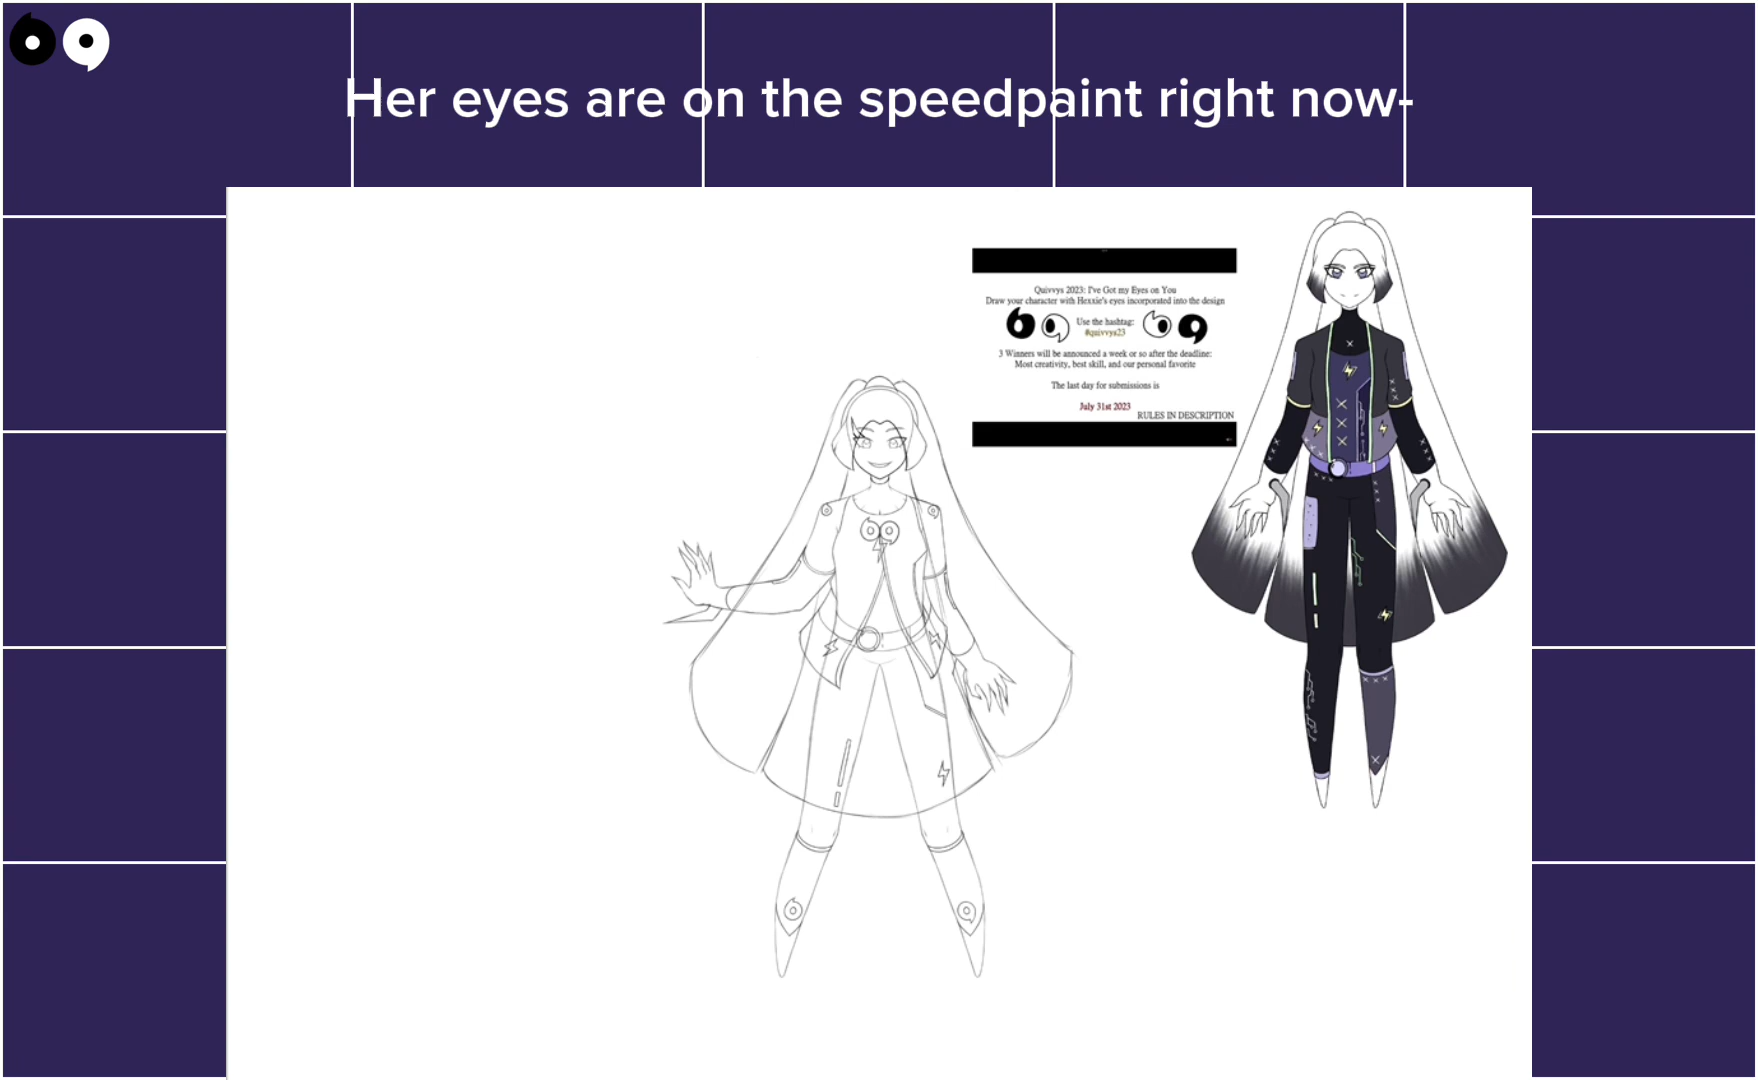 Her eyes are on the speedpaint right now-
Quivvys 2023: I've Got my Eyes on You
Draw your character with Hexxie's eyes incorporated into the design
Use the hashtag:
#quivvys23
3 Winners will be announced a week or so after the deadline:
Most creativity, best skill, and our personal favorite
The last day for submissions is
July 31st 2023
RULES IN DESCRIPTION